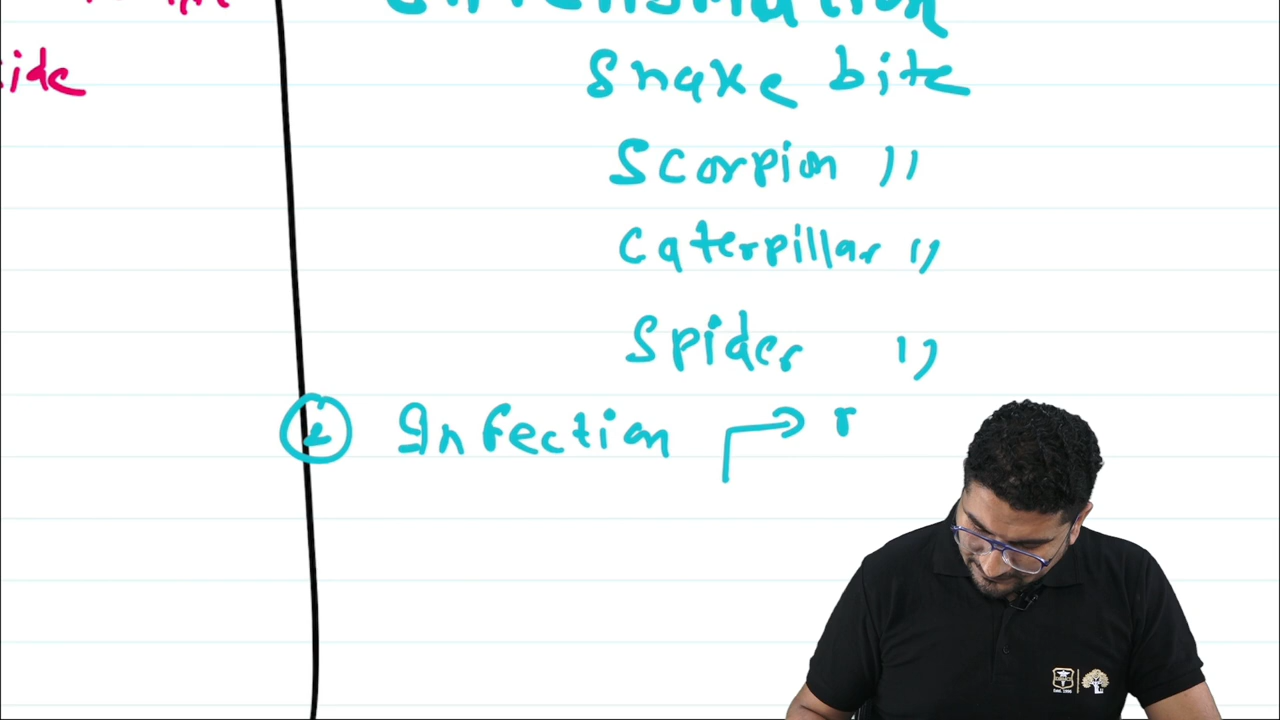 ide
Snake bite
Scorpion ,,
Caterpillar ,,
Spider ,,
Infection r